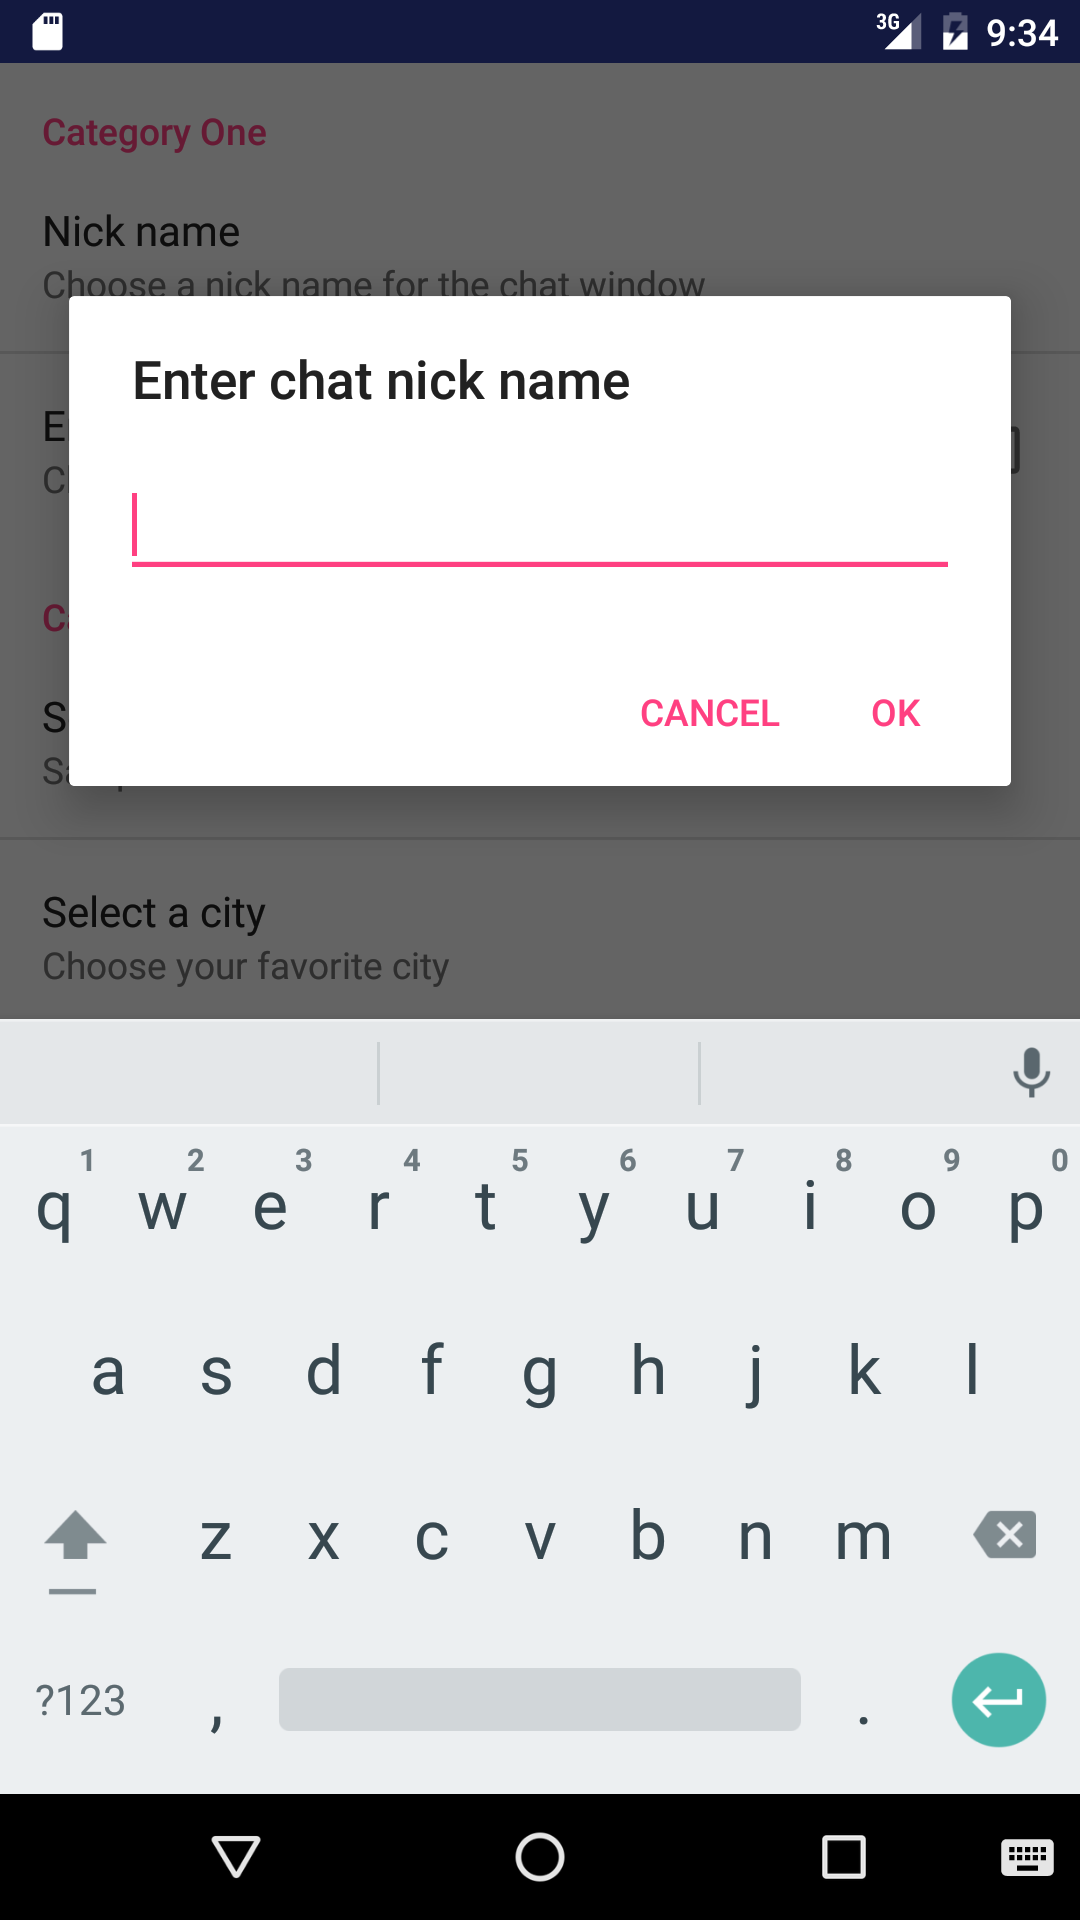 3G 9:34
Category One
Nick name
Choose a nick name for the chat window
Enter chat nick name
CANCEL OK
Select a city
Choose your favorite city
1 2 3 4 5 6 7 8 9 0
q w e r t y u i o p
a s d f g h j k l
z x c v b n m
?123 , .